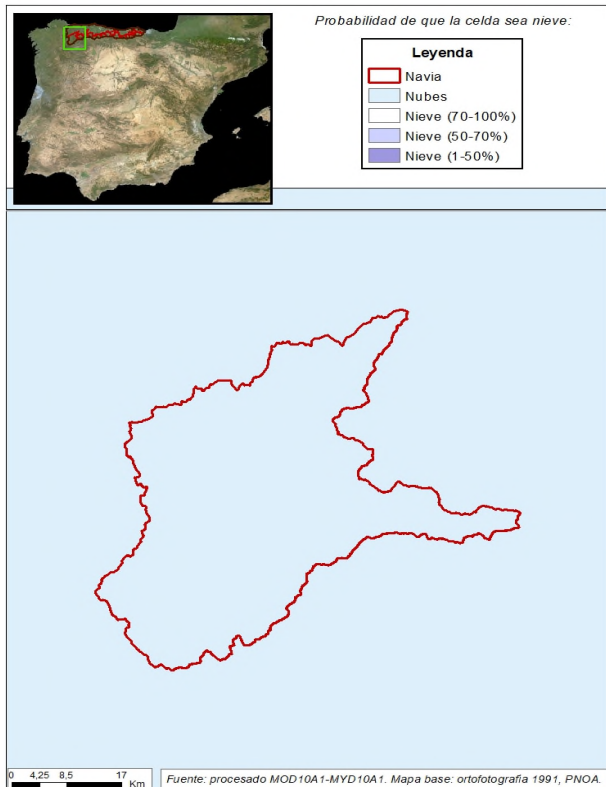 Probabilidad de que la celda sea nieve:
Leyenda
Navia
Nubes
Nieve (70-100%)
Nieve (50-70%)
Nieve (1-50%)
0 4,25 8,5 17
Km
Fuente: procesado MOD10A1-MYD10A1. Mapa base: ortofotografia 1991, PNOA.